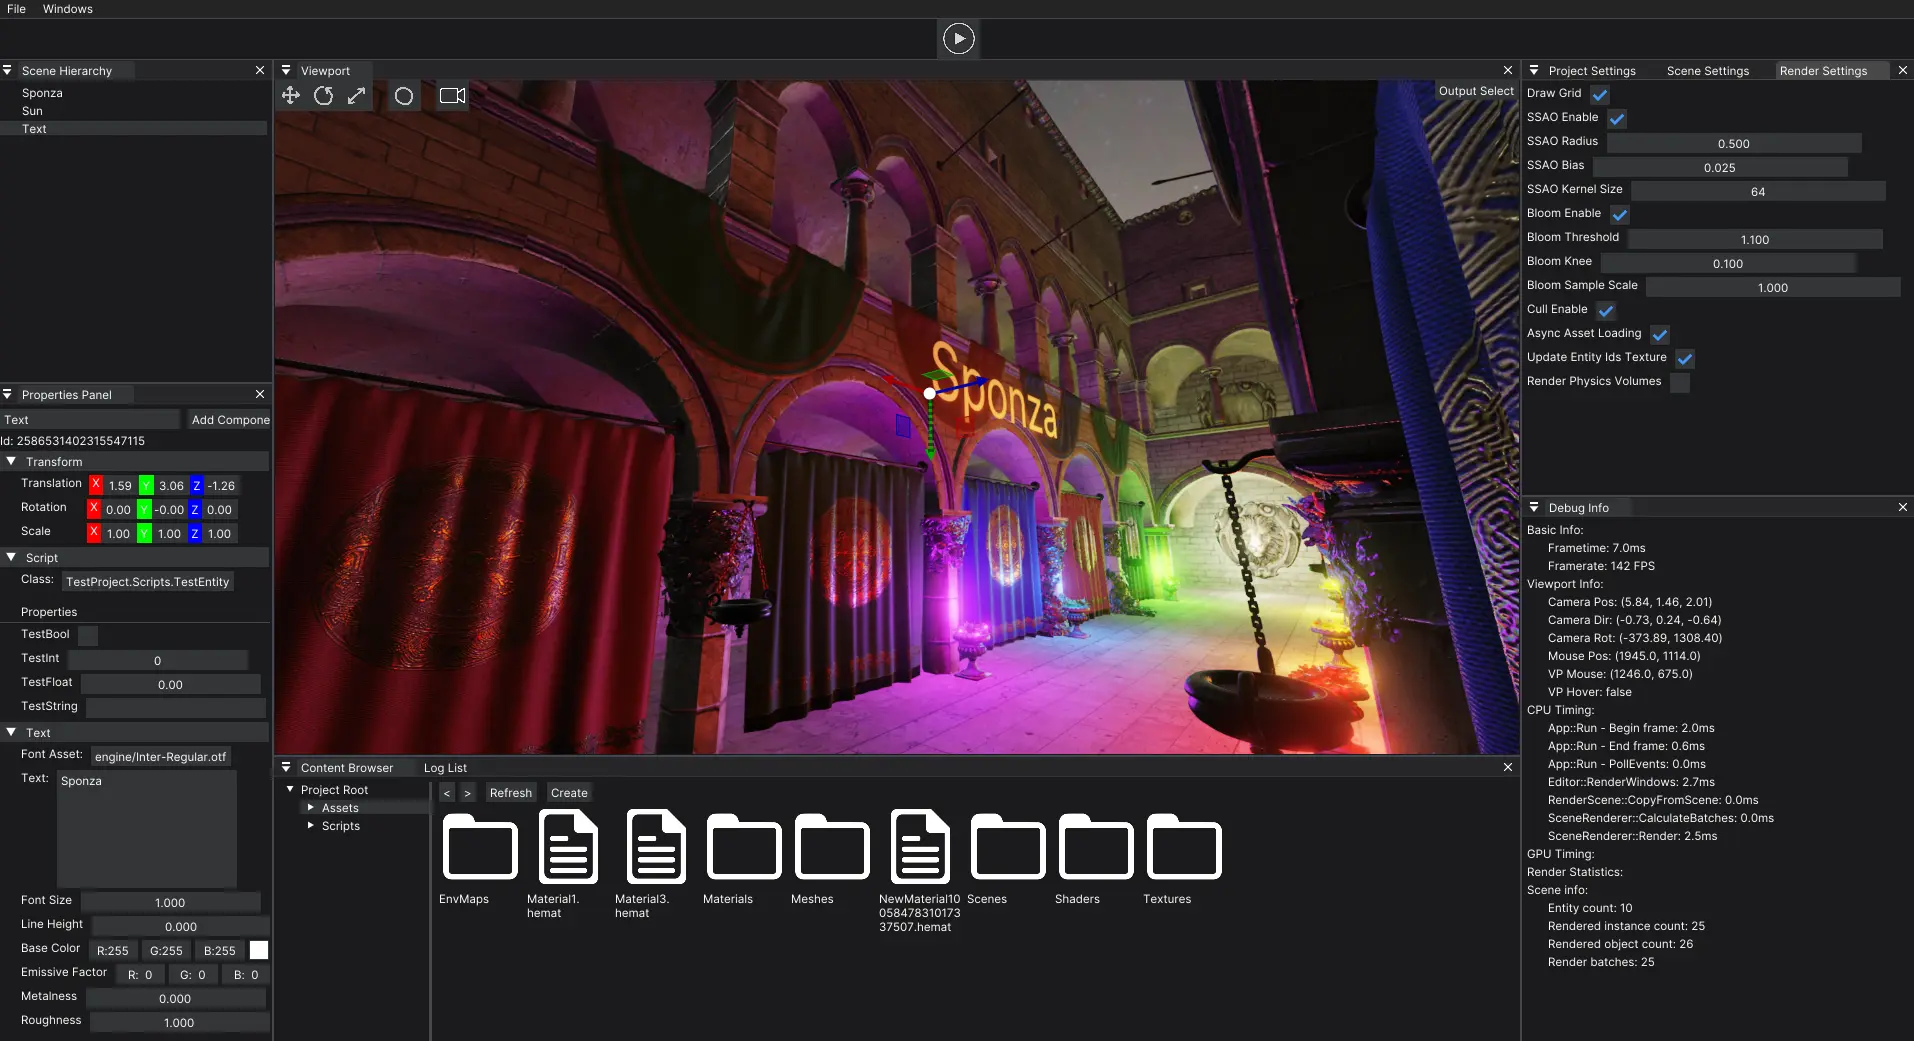 File Windows
Scene Hierarchy
Sponza
Sun
Text
Properties Panel
Text Add Compone
Id: 2586531402315547115
Transform
Translation X 1.59 Y 3.06 Z -1.26
Rotation X 0.00 Y -0.00 Z 0.00
Scale X 1.00 Y 1.00 Z 1.00
Script
Class: TestProject.Scripts.TestEntity
Properties
TestBool
TestInt 0
TestFloat 0.00
TestString
Text
Font Asset: engine/Inter-Regular.otf
Text: Sponza
Font Size 1.000
Line Height 0.000
Base Color R:255 G:255 B:255
Emissive Factor R: 0 G: 0 B: 0
Metalness 0.000
Roughness 1.000
Viewport
Output Select
Sponza
Content Browser Log List
Project Root
Assets
Scripts
< > Refresh Create
EnvMaps
Material1.
hemat
Material3.
hemat
Materials
Meshes
NewMaterial10
058478310173
37507.hemat
Scenes
Shaders
Textures
Project Settings Scene Settings Render Settings
Draw Grid
SSAO Enable
SSAO Radius 0.500
SSAO Bias 0.025
SSAO Kernel Size 64
Bloom Enable
Bloom Threshold 1.100
Bloom Knee 0.100
Bloom Sample Scale 1.000
Cull Enable
Async Asset Loading
Update Entity Ids Texture
Render Physics Volumes
Debug Info
Basic Info:
Frametime: 7.0ms
Framerate: 142 FPS
Viewport Info:
Camera Pos: (5.84, 1.46, 2.01)
Camera Dir: (-0.73, 0.24, -0.64)
Camera Rot: (-373.89, 1308.40)
Mouse Pos: (1945.0, 1114.0)
VP Mouse: (1246.0, 675.0)
VP Hover: false
CPU Timing:
App::Run - Begin frame: 2.0ms
App::Run - End frame: 0.6ms
App::Run - PollEvents: 0.0ms
Editor::RenderWindows: 2.7ms
RenderScene::CopyFromScene: 0.0ms
SceneRenderer::CalculateBatches: 0.0ms
SceneRenderer::Render: 2.5ms
GPU Timing:
Render Statistics:
Scene info:
Entity count: 10
Rendered instance count: 25
Rendered object count: 26
Render batches: 25